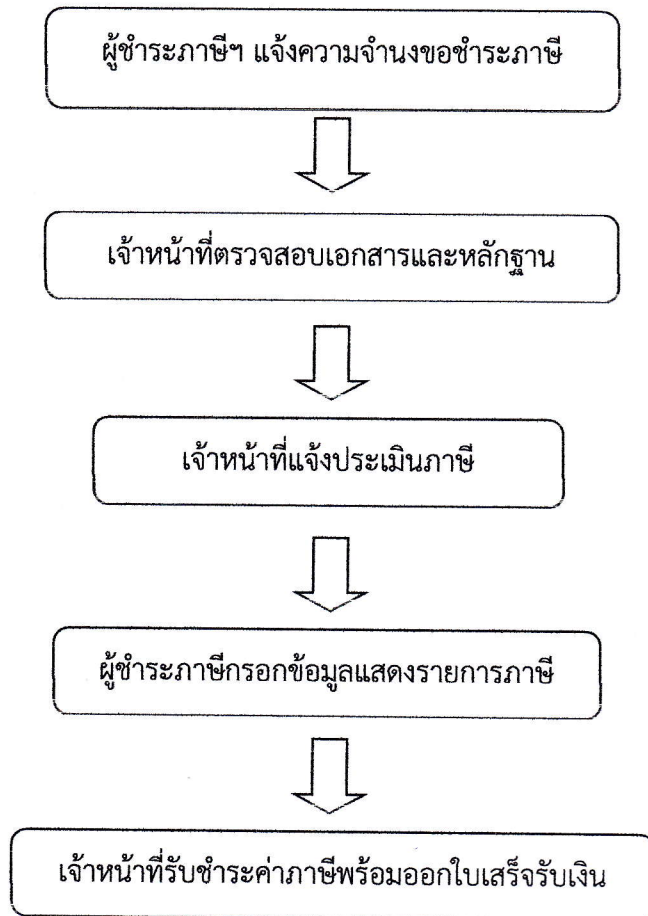 ผู้ชำระภาษีฯ แจ้งความจำนงขอชำระภาษี
เจ้าหน้าที่ตรวจสอบเอกสารและหลักฐาน
เจ้าหน้าที่แจ้งประเมินภาษี
ผู้ชำระภาษีกรอกข้อมูลแสดงรายการภาษี
เจ้าหน้าที่รับชำระค่าภาษีพร้อมออกใบเสร็จรับเงิน